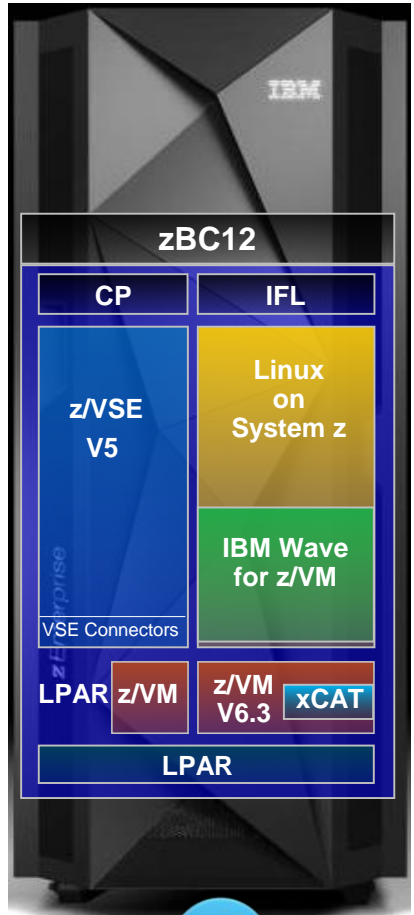 IBM
zBC12
CP
IFL
z/VSE
V5
Linux
on
System z
IBM Wave
for z/VM
zEnterprise
VSE Connectors
LPAR
z/VM
z/VM
V6.3
xCAT
LPAR